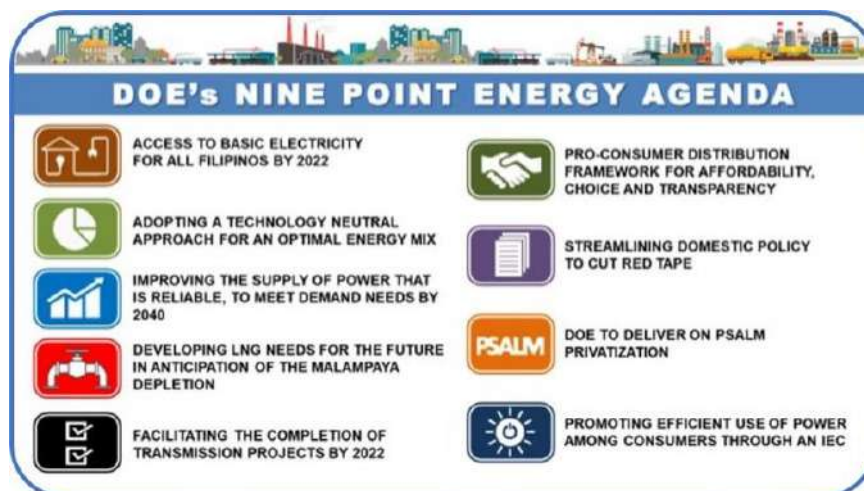 DOE's NINE POINT ENERGY AGENDA
ACCESS TO BASIC ELECTRICITY
FOR ALL FILIPINOS BY 2022
ADOPTING A TECHNOLOGY NEUTRAL
APPROACH FOR AN OPTIMAL ENERGY MIX
IMPROVING THE SUPPLY OF POWER THAT
IS RELIABLE, TO MEET DEMAND NEEDS BY
2040
DEVELOPING LNG NEEDS FOR THE FUTURE
IN ANTICIPATION OF THE MALAMPAYA
DEPLETION
FACILITATING THE COMPLETION OF
TRANSMISSION PROJECTS BY 2022
PRO-CONSUMER DISTRIBUTION
FRAMEWORK FOR AFFORDABILITY,
CHOICE AND TRANSPARENCY
STREAMLINING DOMESTIC POLICY
TO CUT RED TAPE
PSALM
DOE TO DELIVER ON PSALM
PRIVATIZATION
PROMOTING EFFICIENT USE OF POWER
AMONG CONSUMERS THROUGH AN IEC